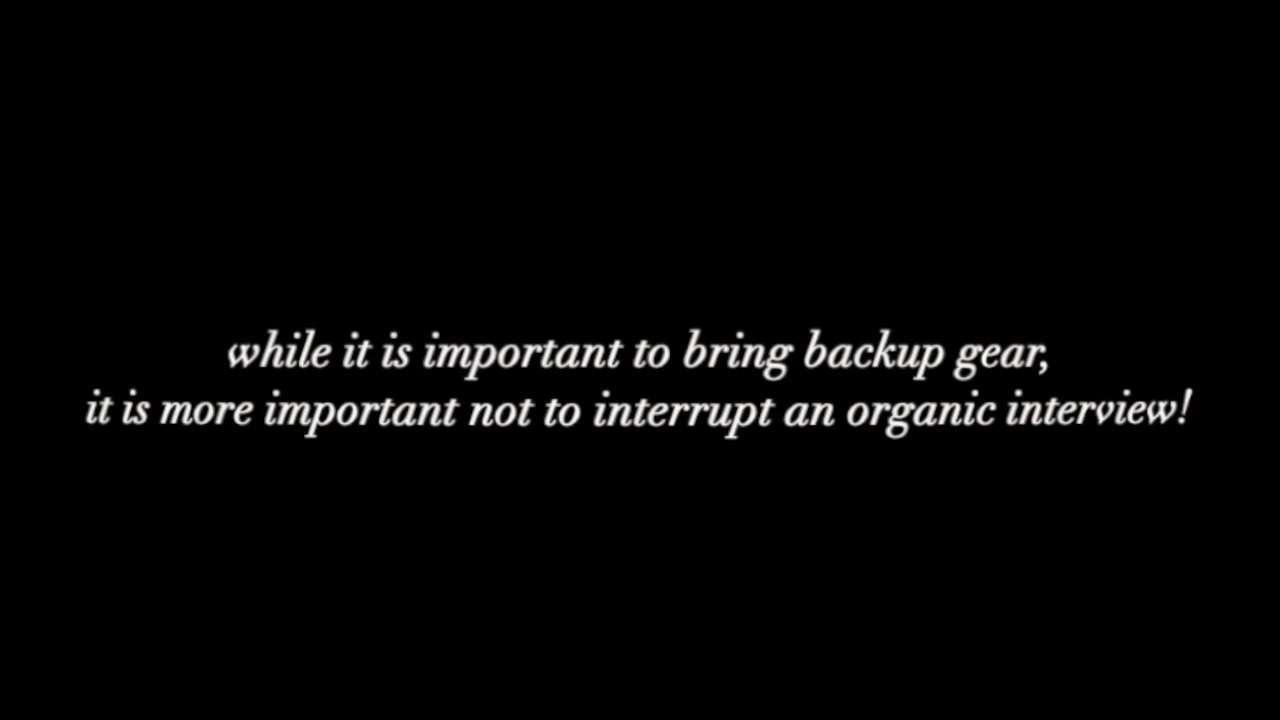 while it is important to bring backup gear,
it is more important not to interrupt an organic interview!